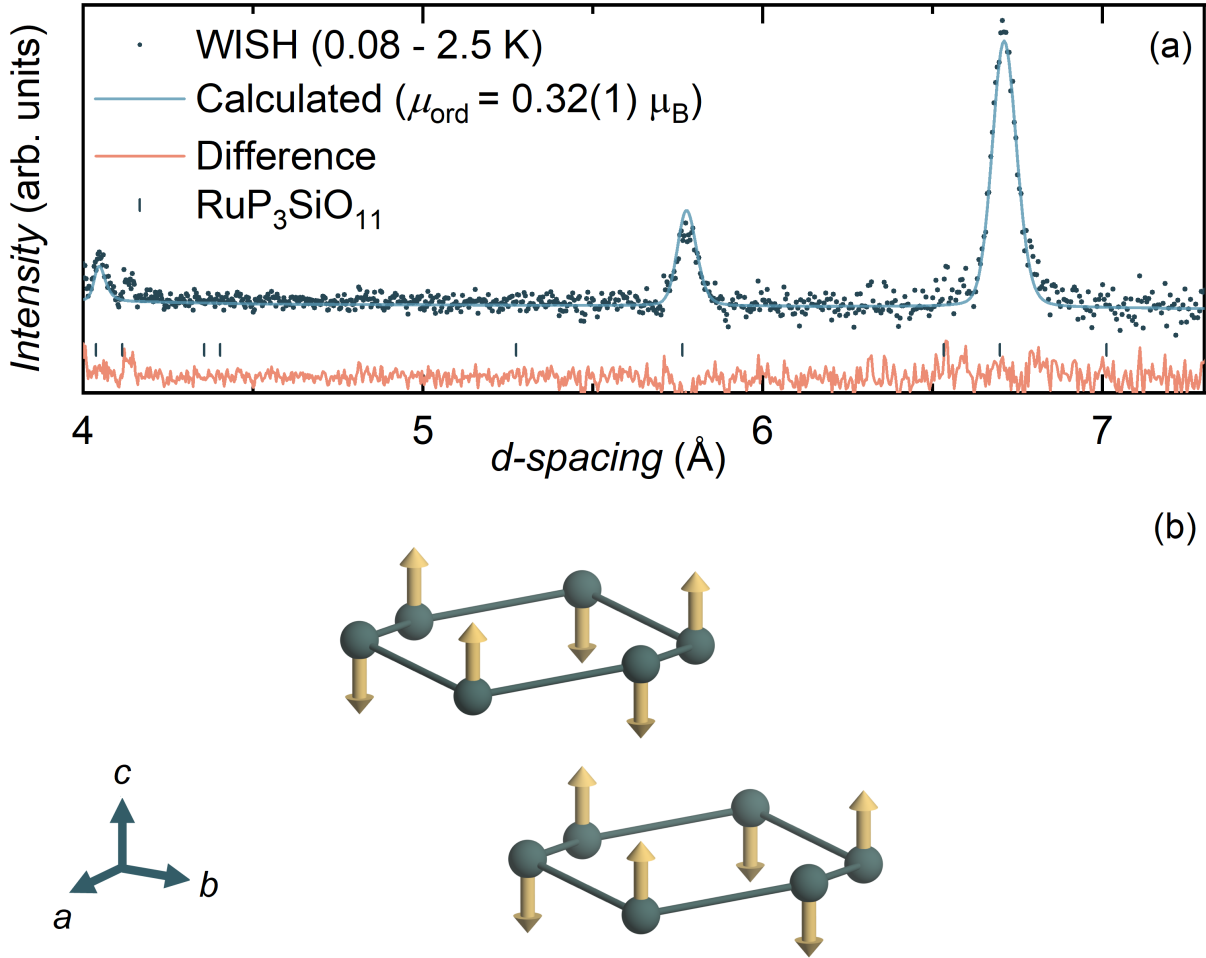 (a)
WISH (0.08 - 2.5 K)
Calculated (μord = 0.32(1) μB)
Difference
RuP3SiO11
Intensity (arb. units)
4 5 6 7
d-spacing (Å)
(b)
c
b
a